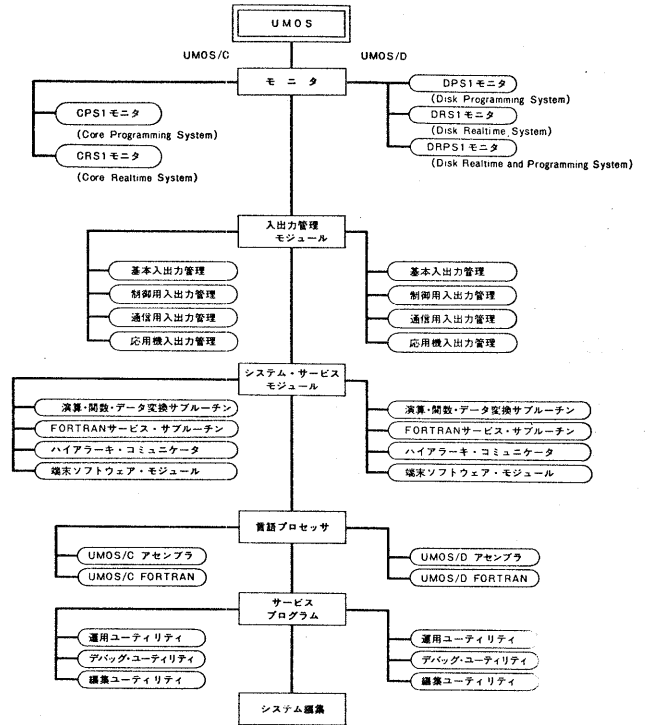 UMOS
UMOS/C
UMOS/D
モニタ
CPS1モニタ
(Core Programming System)
CRS1モニタ
(Core Realtime System)
DPS1モニタ
(Disk Programming System)
DRS1モニタ
(Disk Realtime System)
DRPS1モニタ
(Disk Realtime and Programming System)
入出力管理
モジュール
基本入出力管理
制御用入出力管理
通信用入出力管理
応用機入出力管理
基本入出力管理
制御用入出力管理
通信用入出力管理
応用機入出力管理
システム・サービス
モジュール
演算・関数・データ変換サブルーチン
FORTRANサービス・サブルーチン
ハイアラーキ・コミュニケータ
端末ソフトウェア・モジュール
演算・関数・データ変換サブルーチン
FORTRANサービス・サブルーチン
ハイアラーキ・コミュニケータ
端末ソフトウェア・モジュール
言語プロセッサ
UMOS/C アセンブラ
UMOS/C FORTRAN
UMOS/D アセンブラ
UMOS/D FORTRAN
サービス
プログラム
運用ユーティリティ
デバッグ・ユーティリティ
編集ユーティリティ
運用ユーティリティ
デバッグ・ユーティリティ
編集ユーティリティ
システム編集